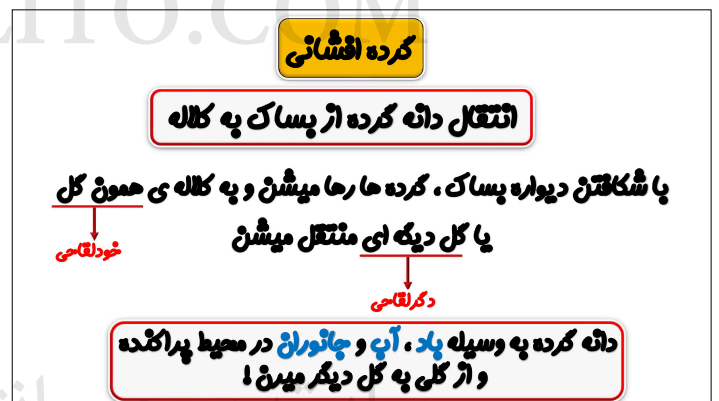 LITO.COM
گرده افشانی
انتقال دانه گرده از بساک به کلاله
با شکافتن دیواره بساک ، گرده ها رها میشن و به کلاله ی همون گل
یا گل دیگه ای منتقل میشن
خودلقاحی
دگرلقاحی
دانه گرده به وسیله باد ، آب و جانوران در محیط پراکنده
و از گلی به گل دیگر میرن !